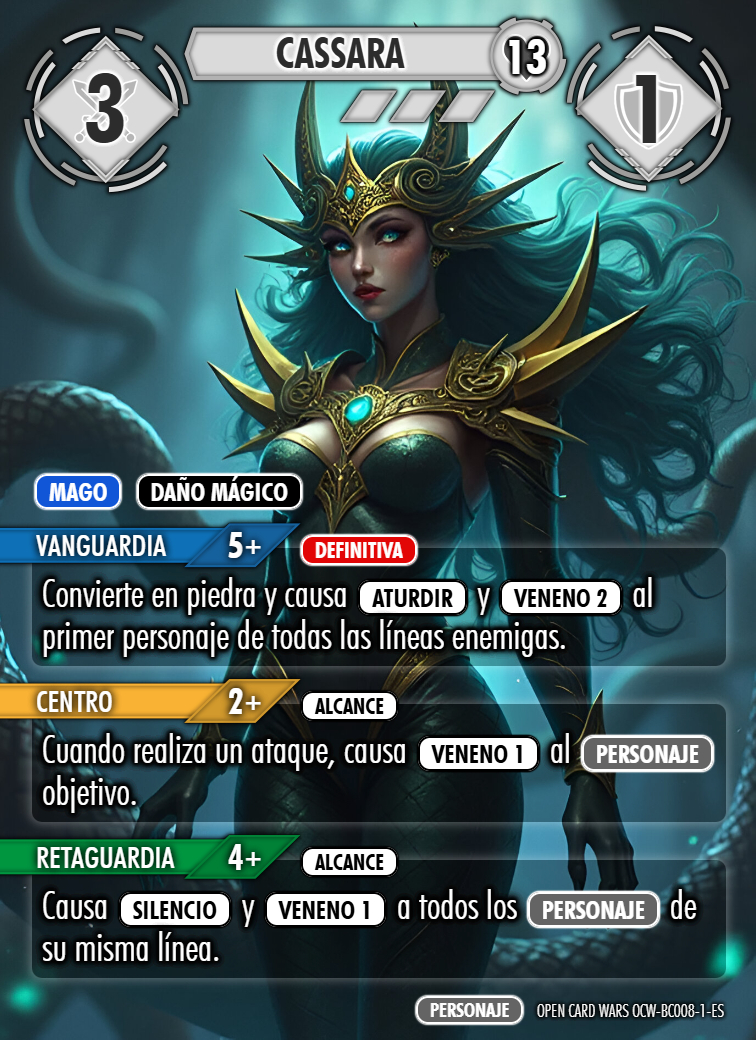 CASSARA
13
3
1
MAGO DAÑO MÁGICO
VANGUARDIA 5+ DEFINITIVA
Convierte en piedra y causa ATURDIR y VENENO 2 al
primer personaje de todas las líneas enemigas.
CENTRO 2+ ALCANCE
Cuando realiza un ataque, causa VENENO 1 al PERSONAJE
objetivo.
RETAGUARDIA 4+ ALCANCE
Causa SILENCIO y VENENO 1 a todos los PERSONAJE de
su misma línea.
PERSONAJE OPEN CARD WARS OCW-BC008-1-ES